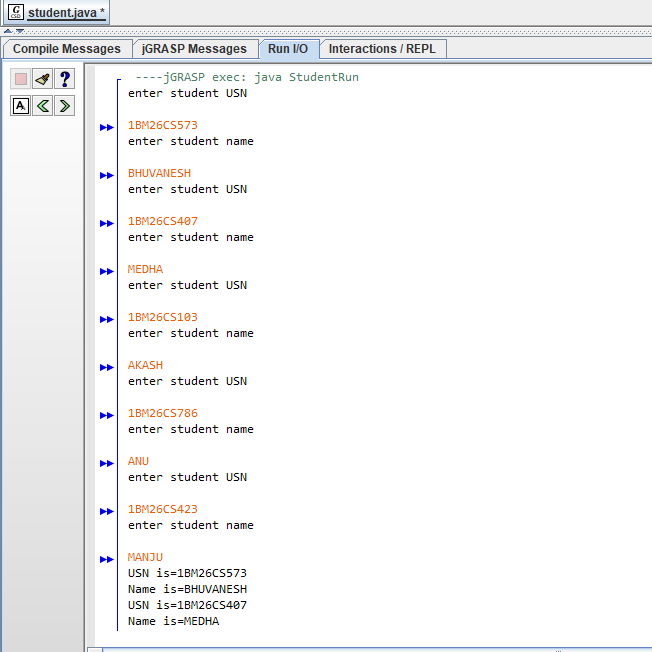 student.java *
Compile Messages jGRASP Messages Run I/O Interactions / REPL
----jGRASP exec: java StudentRun
enter student USN
1BM26CS573
enter student name
BHUVANESH
enter student USN
1BM26CS407
enter student name
MEDHA
enter student USN
1BM26CS103
enter student name
AKASH
enter student USN
1BM26CS786
enter student name
ANU
enter student USN
1BM26CS423
enter student name
MANJU
USN is=1BM26CS573
Name is=BHUVANESH
USN is=1BM26CS407
Name is=MEDHA